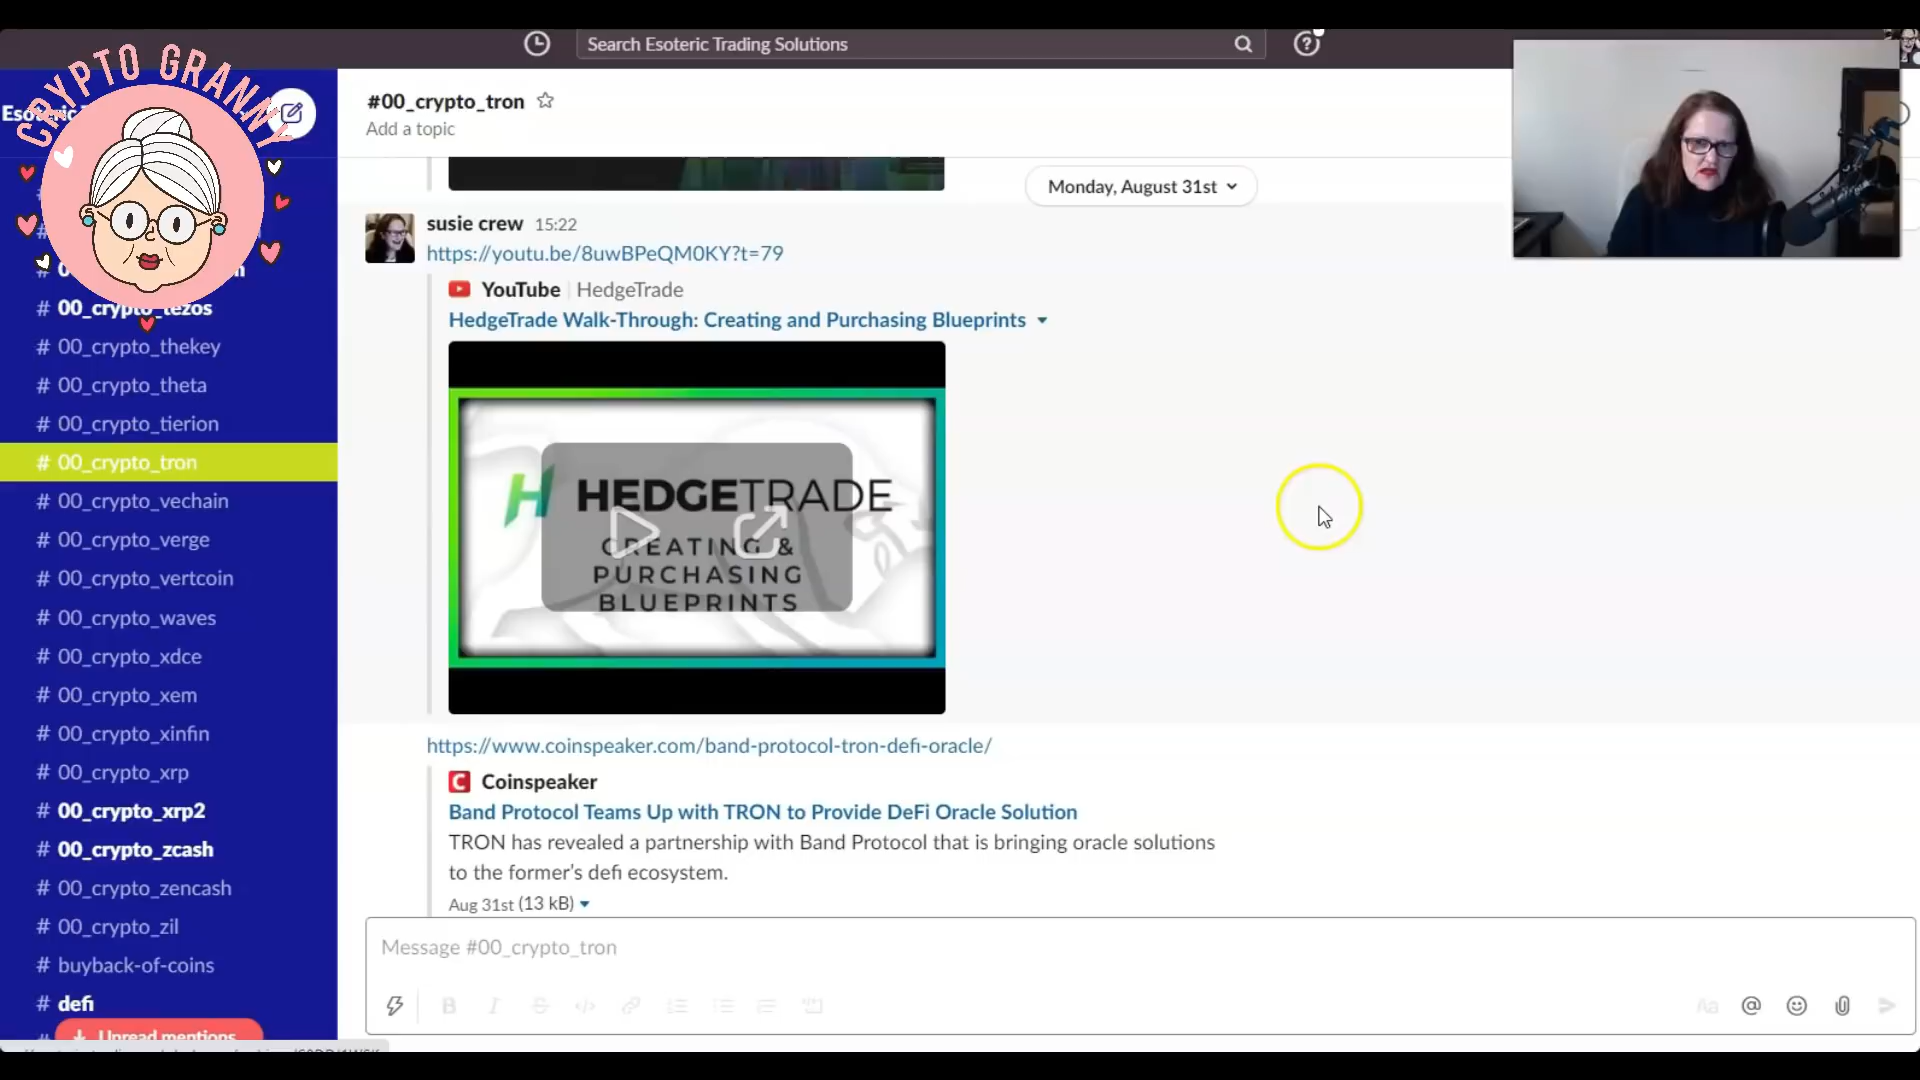 Search Esoteric Trading Solutions
CRYPTO GRANNY
#00_crypto_tron
Add a topic
Monday, August 31st
susie crew 15:22
https://youtu.be/8uwBPeQM0KY?t=79
YouTube HedgeTrade
HedgeTrade Walk-Through: Creating and Purchasing Blueprints
HEDGETRADE
CREATING &
PURCHASING
BLUEPRINTS
https://www.coinspeaker.com/band-protocol-tron-defi-oracle/
Coinspeaker
Band Protocol Teams Up with TRON to Provide DeFi Oracle Solution
TRON has revealed a partnership with Band Protocol that is bringing oracle solutions
to the former's defi ecosystem.
Aug 31st (13 kB)
Message #00_crypto_tron
Aa
# 00_crypto_tezos
# 00_crypto_thekey
# 00_crypto_theta
# 00_crypto_tierion
# 00_crypto_tron
# 00_crypto_vechain
# 00_crypto_verge
# 00_crypto_vertcoin
# 00_crypto_waves
# 00_crypto_xdce
# 00_crypto_xem
# 00_crypto_xinfin
# 00_crypto_xrp
# 00_crypto_xrp2
# 00_crypto_zcash
# 00_crypto_zencash
# 00_crypto_zil
# buyback-of-coins
# defi
Unread mentions